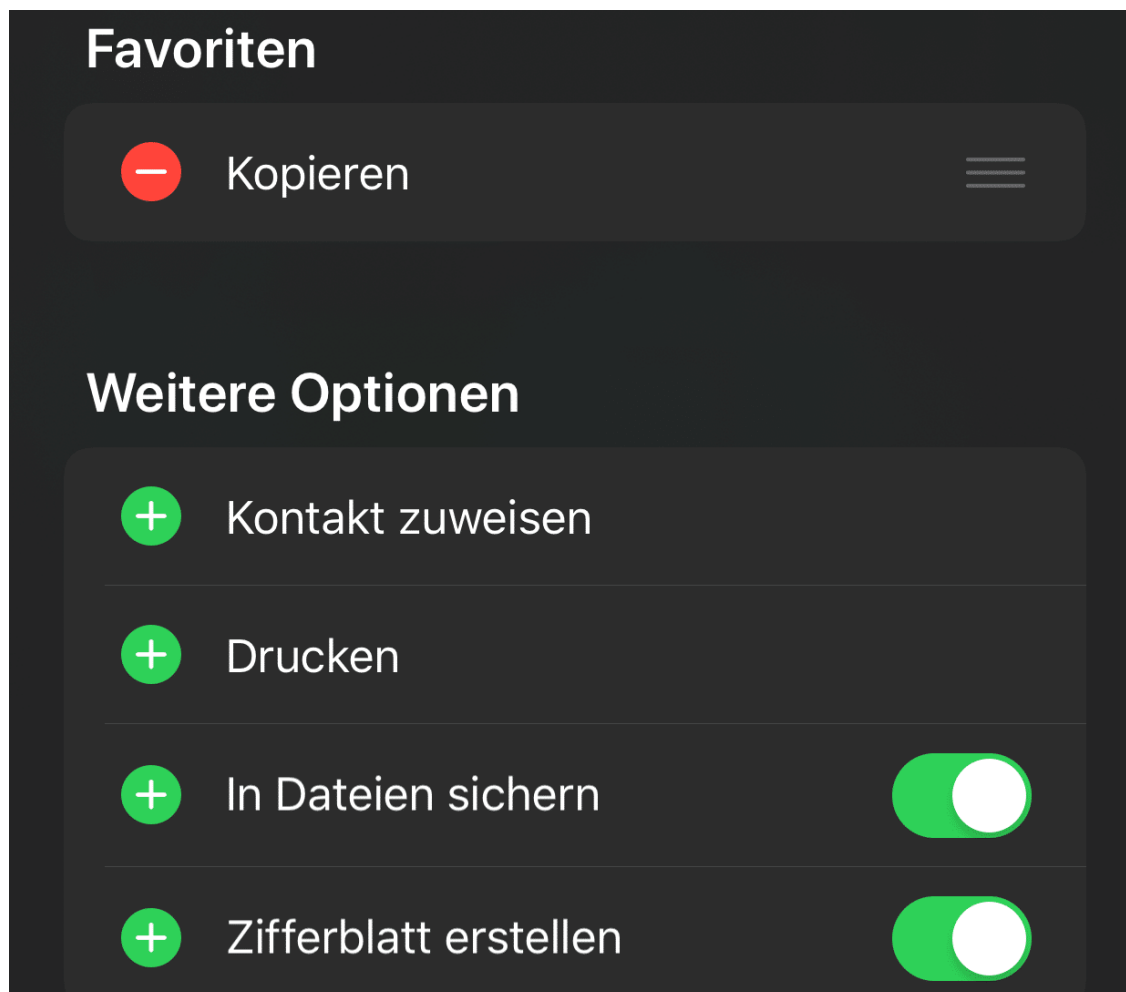 Favoriten
Kopieren
Weitere Optionen
Kontakt zuweisen
Drucken
In Dateien sichern
Zifferblatt erstellen